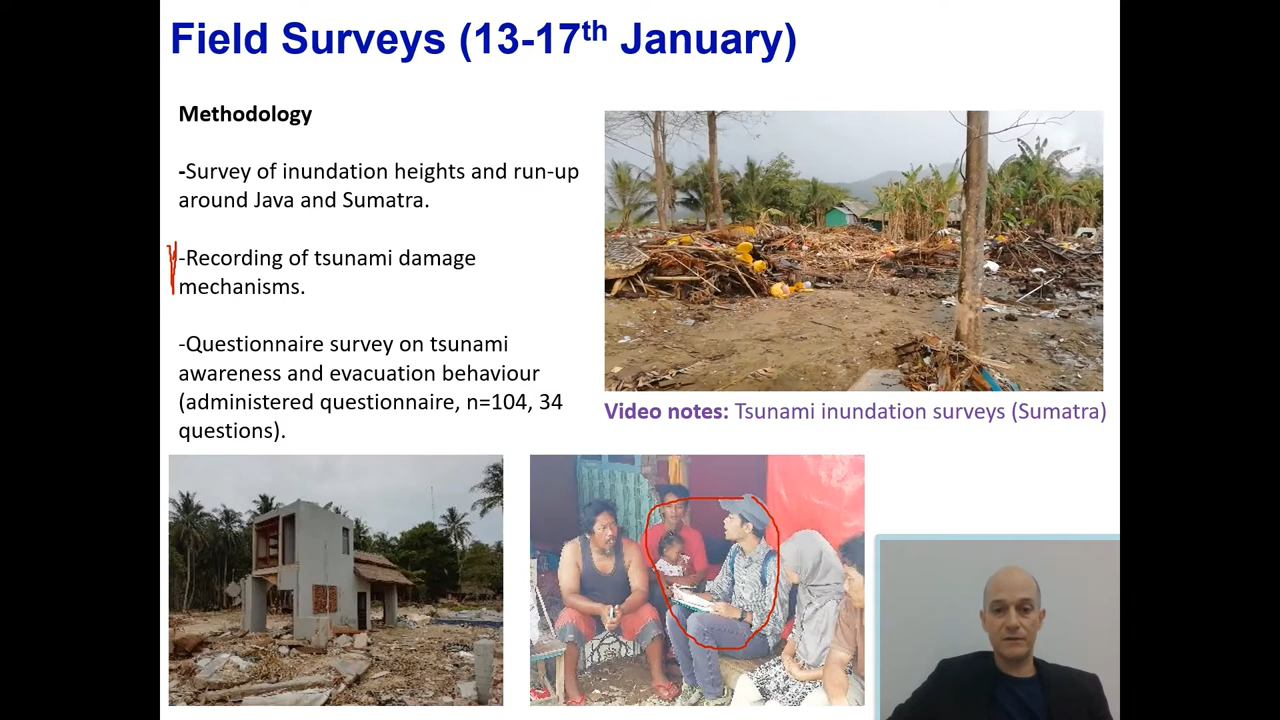 Field Surveys (13-17th January)
Methodology
-Survey of inundation heights and run-up
around Java and Sumatra.
-Recording of tsunami damage
mechanisms.
-Questionnaire survey on tsunami
awareness and evacuation behaviour
(administered questionnaire, n=104, 34
questions).
Video notes: Tsunami inundation surveys (Sumatra)